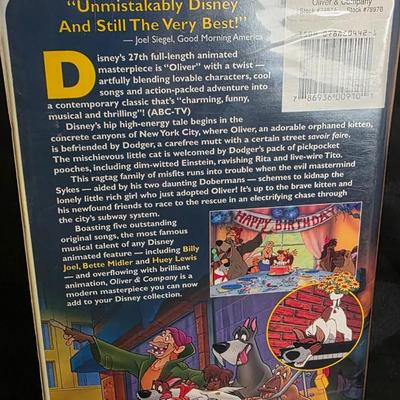 "Unmistakably Disney
And Still The Very Best!"
— Joel Siegel, Good Morning America
Oliver & Company
Stock #78970
ISBN 0786200442-1
7 86936 00910
Disney's 27th full-length animated
masterpiece is "Oliver" with a twist —
artfully blending lovable characters, cool
songs and action-packed adventure into
a contemporary classic that's "charming, funny,
musical and thrilling"! (ABC-TV)
Disney's hip high-energy tale begins in the
concrete canyons of New York City, where Oliver, an adorable orphaned kitten,
is befriended by Dodger, a carefree mutt with a certain street savoir faire.
The mischievous little cat is welcomed by Dodger's pack of pickpocket
pooches, including dim-witted Einstein, ravishing Rita and live-wire Tito.
This ragtag family of misfits runs into trouble when the evil mastermind
Sykes — aided by his two daunting Dobermans — schemes to kidnap the
lonely little rich girl who just adopted Oliver! It's up to the brave kitten and
his newfound friends to race to the rescue in an electrifying chase through
the city's subway system.
Boasting five outstanding
original songs, the most famous
musical talent of any Disney
animated feature — including Billy
Joel, Bette Midler and Huey Lewis
— and overflowing with brilliant
animation, Oliver & Company is a
modern masterpiece you can now
add to your Disney collection.
HAPPY BIRTHDAY